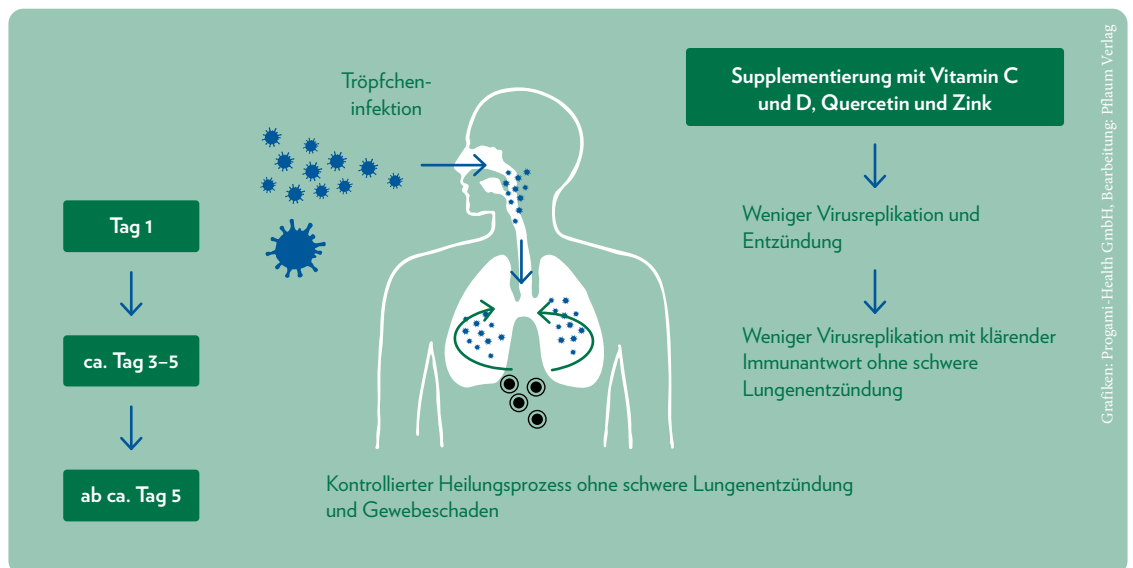 Tröpfchen-
infektion
Supplementierung mit Vitamin C
und D, Quercetin und Zink
Tag 1
Weniger Virusreplikation und
Entzündung
ca. Tag 3–5
Weniger Virusreplikation mit klärender
Immunantwort ohne schwere
Lungenentzündung
ab ca. Tag 5
Kontrollierter Heilungsprozess ohne schwere Lungenentzündung
und Gewebeschaden
Grafiken: Progami-Health GmbH, Bearbeitung: Pflaum Verlag